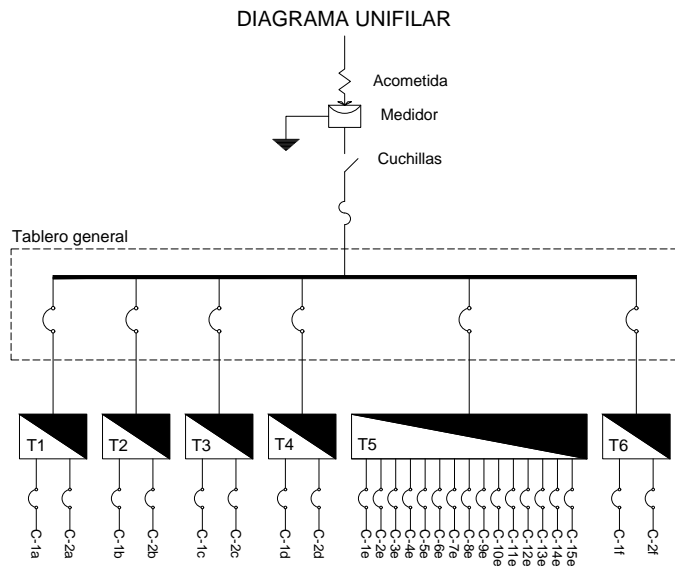 DIAGRAMA UNIFILAR
Acometida
Medidor
Cuchillas
Tablero general
T1
T2
T3
T4
T5
T6
C-1a
C-2a
C-1b
C-2b
C-1c
C-2c
C-1d
C-2d
C-1e
C-2e
C-3e
C-4e
C-5e
C-6e
C-7e
C-8e
C-9e
C-10e
C-11e
C-12e
C-13e
C-14e
C-15e
C-1f
C-2f